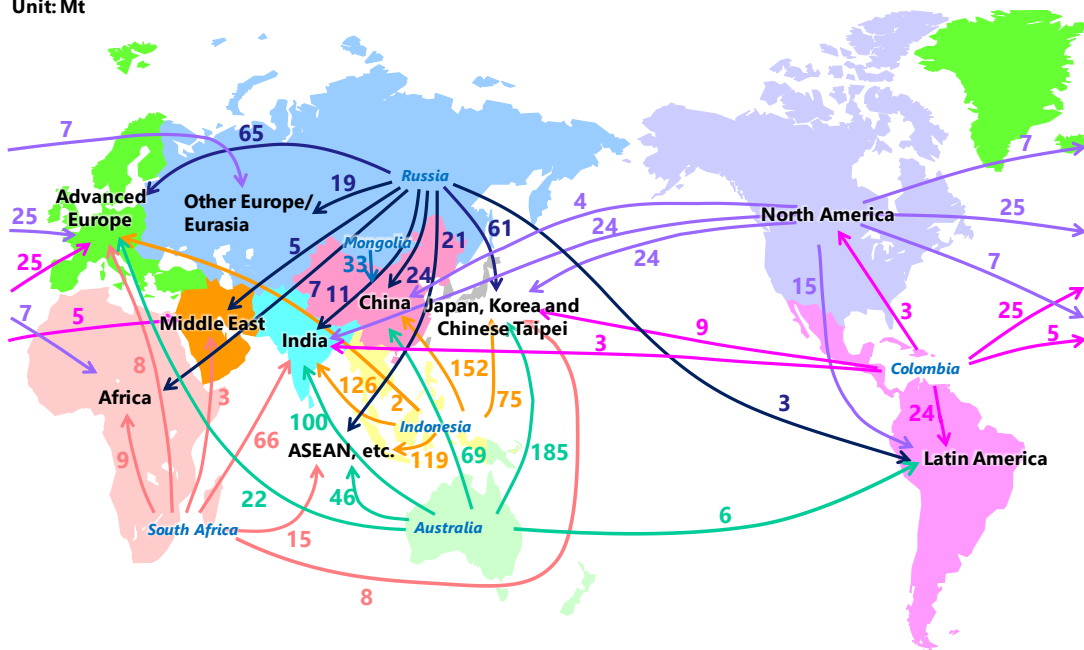 Unit: Mt
7
65
7
Advanced
Europe
Other Europe/
Eurasia
19
Russia
61
4
North America
25
25
24
24
5
Mongolia
33
21
7
25
7
11
24
China
Japan, Korea and
Chinese Taipei
15
3
25
7
5
Middle East
India
9
3
5
Colombia
8
Africa
3
126
2
152
75
3
24
66
100
Indonesia
ASEAN, etc.
119
69
185
Latin America
9
22
46
South Africa
15
Australia
6
8